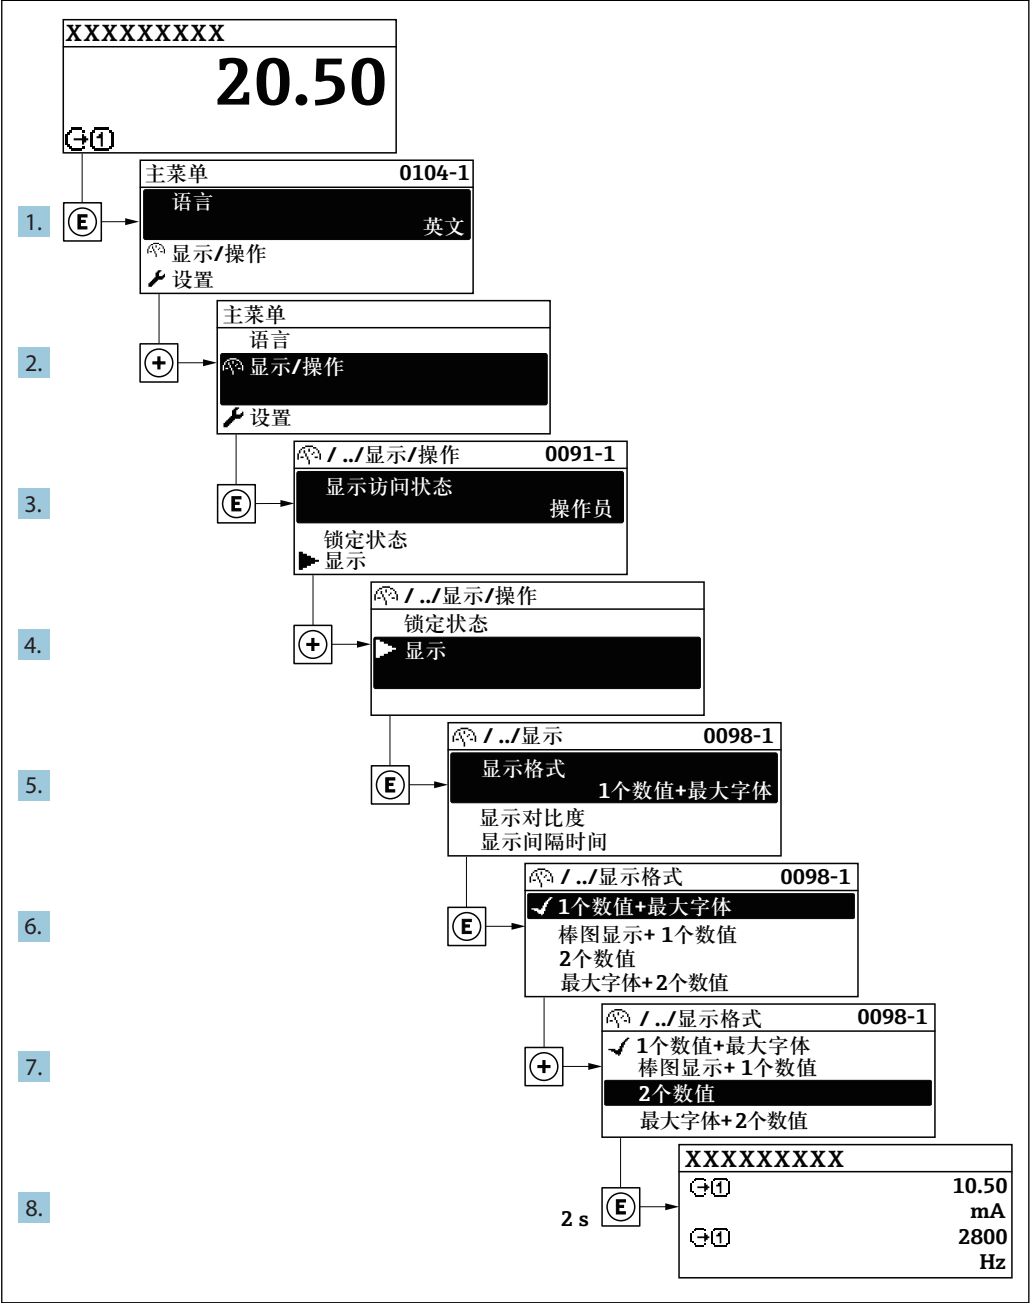 XXXXXXXXX
20.50
1
主菜单 0104-1
语言
英文
1. E
显示/操作
设置
主菜单
语言
2. + 显示/操作
设置
/ ../显示/操作 0091-1
显示访问状态
3. E 操作员
锁定状态
显示
/ ../显示/操作
锁定状态
4. + 显示
/ ../显示 0098-1
显示格式
5. E 1个数值+最大字体
显示对比度
显示间隔时间
/ ../显示格式 0098-1
1个数值+最大字体
6. E 棒图显示+ 1个数值
2个数值
最大字体+2个数值
/ ../显示格式 0098-1
1个数值+最大字体
7. + 棒图显示+ 1个数值
2个数值
最大字体+2个数值
XXXXXXXXX
1 10.50
8. 2 s E mA
1 2800
Hz